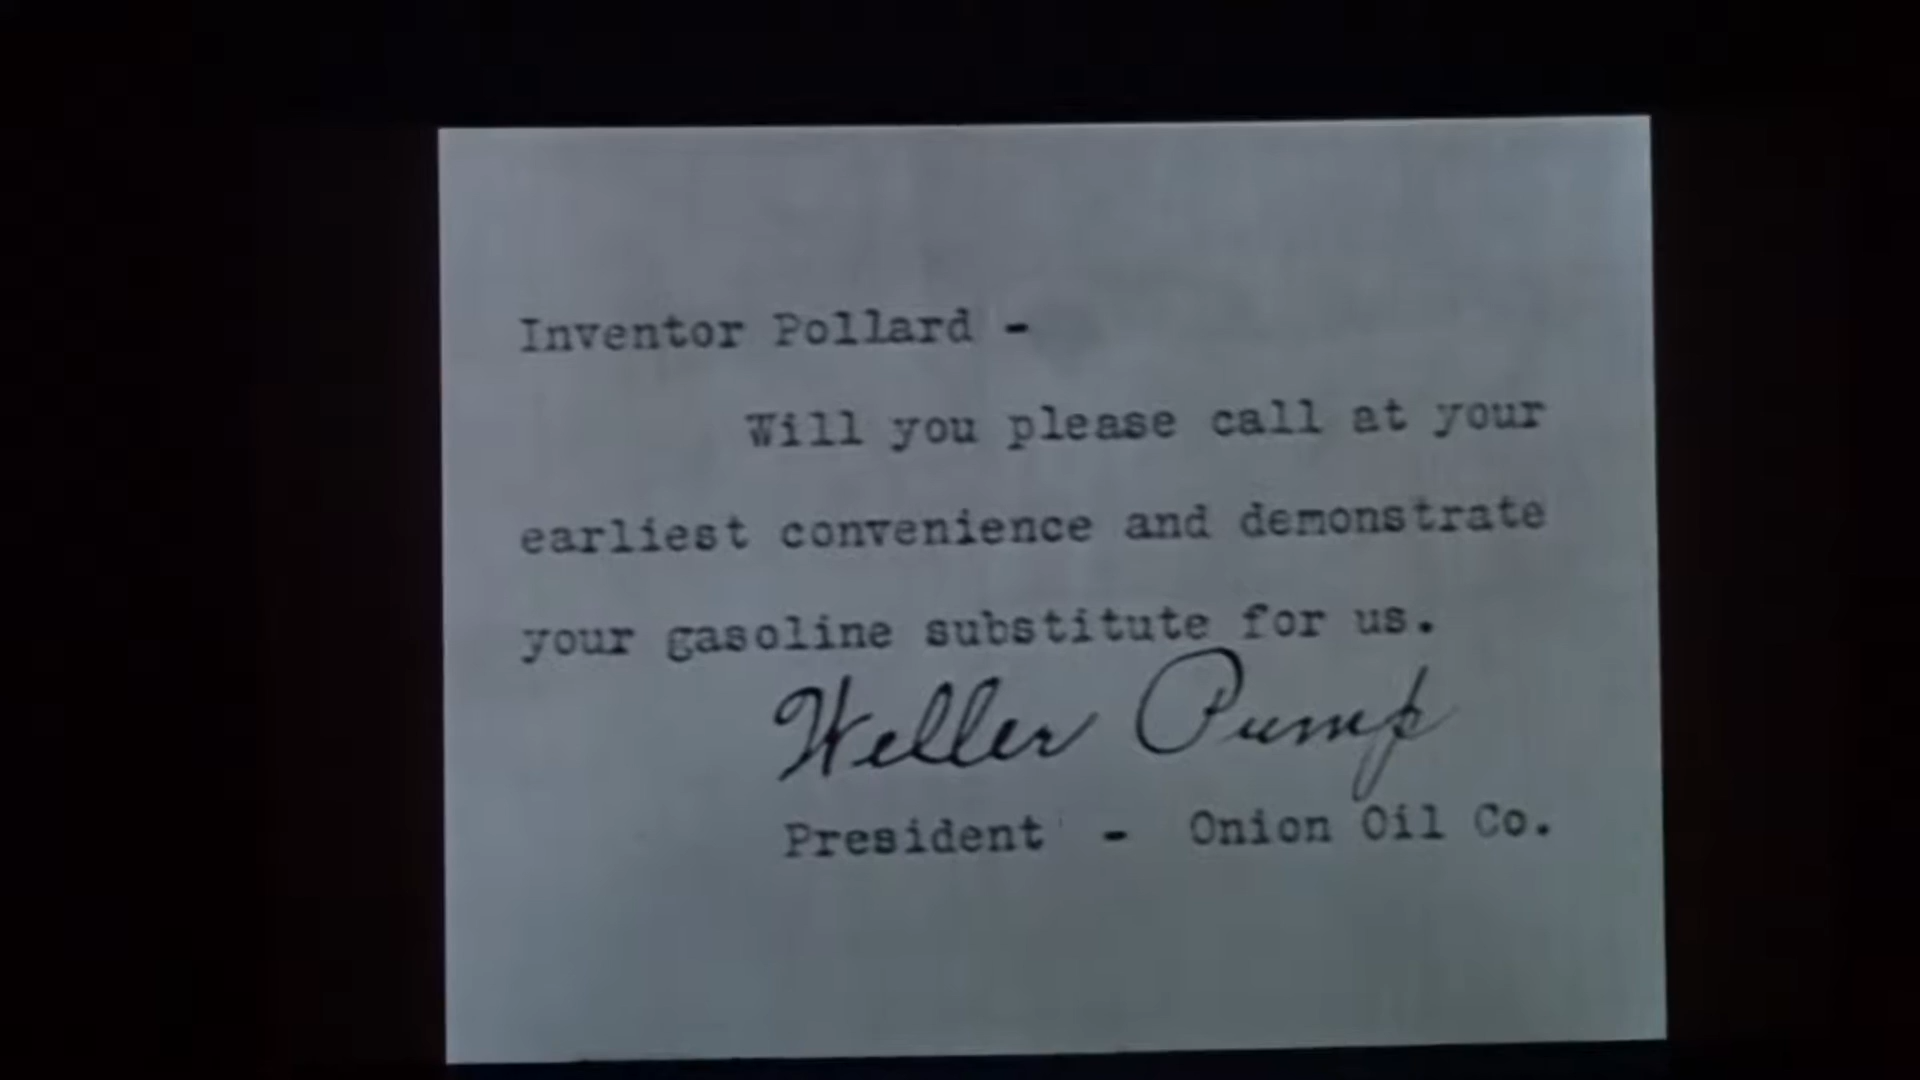 Inventor Pollard -
Will you please call at your
earliest convenience and demonstrate
your gasoline substitute for us.
Weller Pump
President - Onion Oil Co.